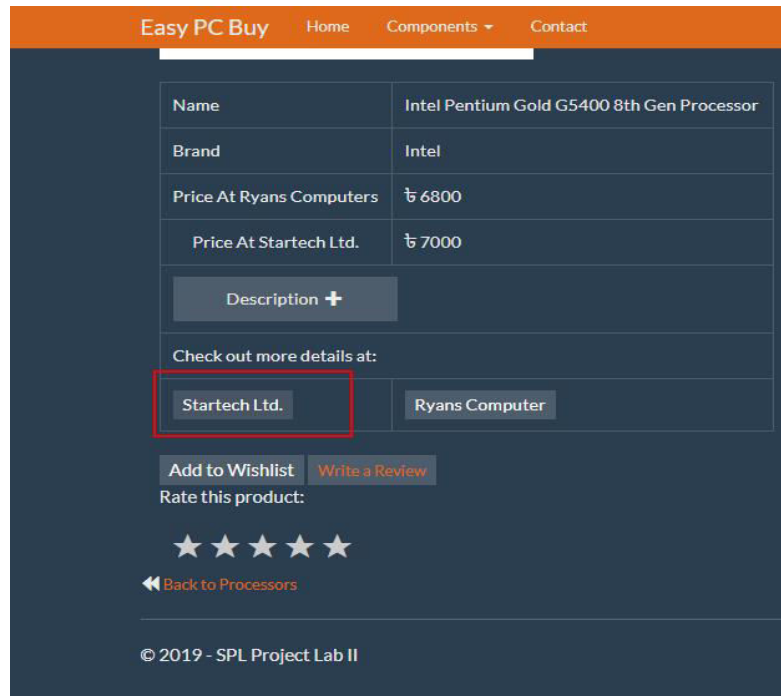 Easy PC Buy Home Components Contact
Name Intel Pentium Gold G5400 8th Gen Processor
Brand Intel
Price At Ryans Computers ৳ 6800
Price At Startech Ltd. ৳ 7000
Description +
Check out more details at:
Startech Ltd. Ryans Computer
Add to Wishlist Write a Review
Rate this product:
Back to Processors
© 2019 - SPL Project Lab II